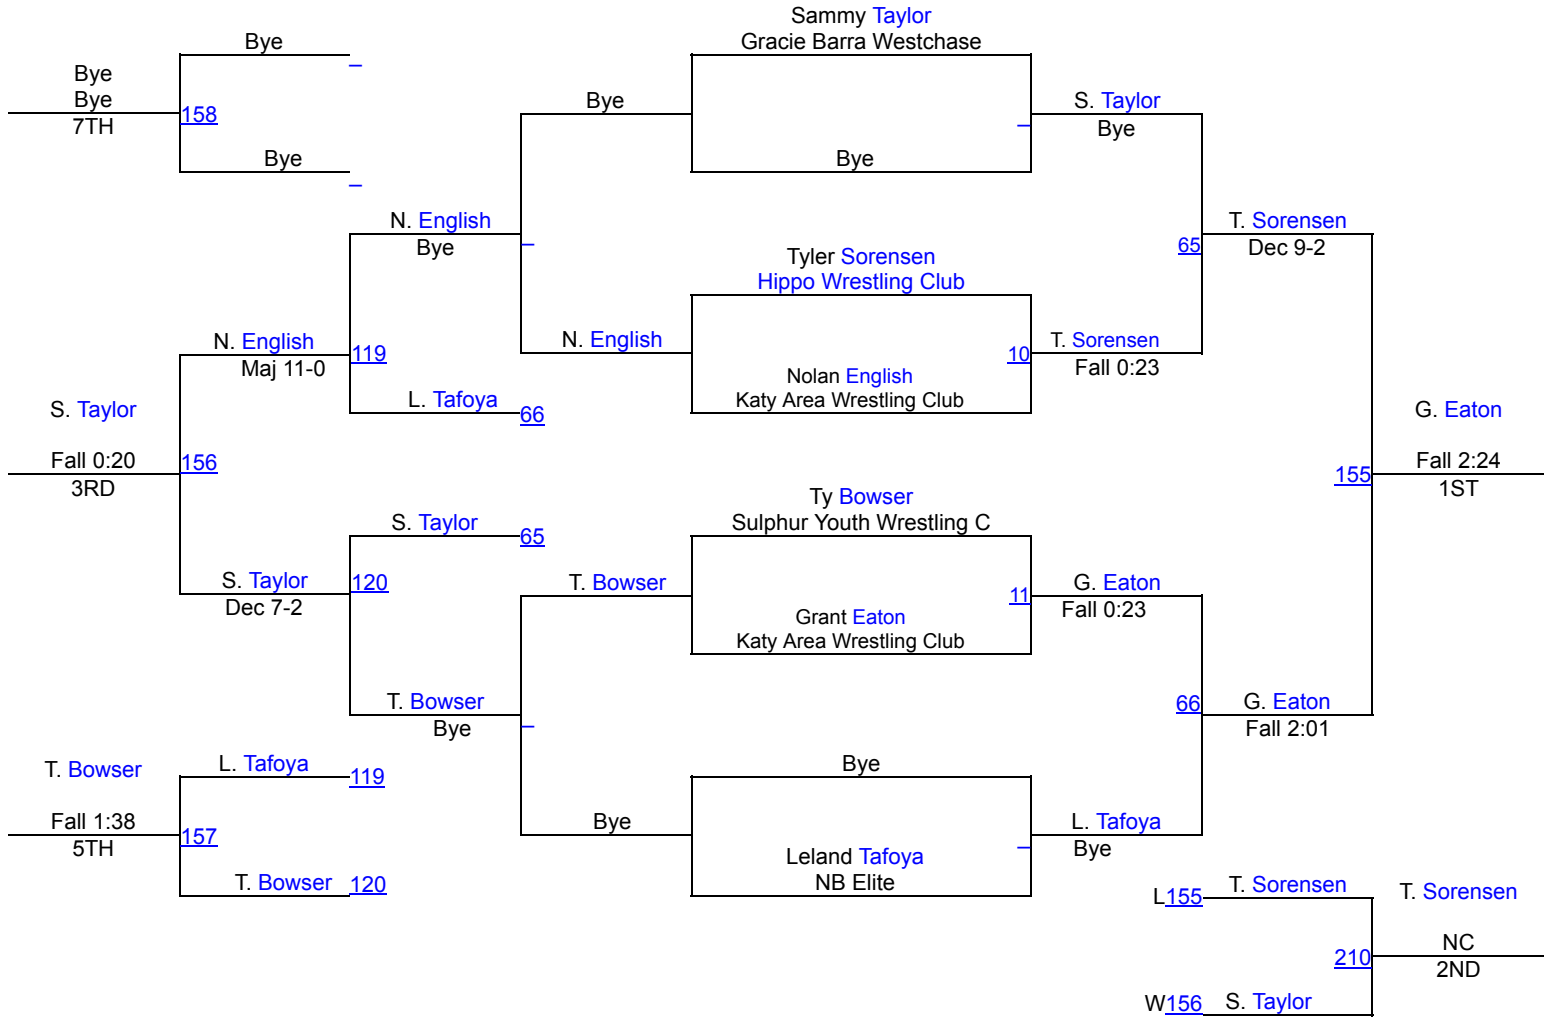 Sammy Taylor
Gracie Barra Westchase
Bye
Bye
Bye
7TH
158
Bye
_
Bye
_
Bye
S. Taylor
Bye
_
Bye
N. English
Bye
_
T. Sorensen
Dec 9-2
65
Tyler Sorensen
Hippo Wrestling Club
N. English
Maj 11-0
119
N. English
10
T. Sorensen
Fall 0:23
Nolan English
Katy Area Wrestling Club
L. Tafoya 66
S. Taylor
Fall 0:20
3RD
156
G. Eaton
Fall 2:24
1ST
155
Ty Bowser
Sulphur Youth Wrestling C
S. Taylor 65
S. Taylor
Dec 7-2
120
T. Bowser
11
G. Eaton
Fall 0:23
Grant Eaton
Katy Area Wrestling Club
T. Bowser
Bye
_
66
G. Eaton
Fall 2:01
T. Bowser
Fall 1:38
5TH
157
L. Tafoya 119
T. Bowser 120
Bye
Bye
L. Tafoya
Bye
_
Leland Tafoya
NB Elite
L155 T. Sorensen
T. Sorensen
NC
2ND
210
W156 S. Taylor